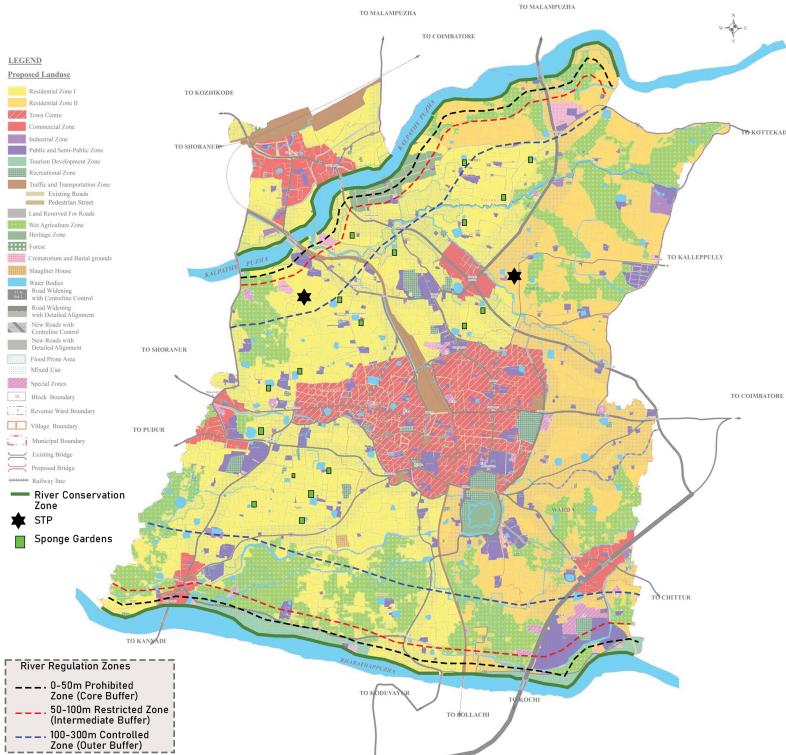 TO MALAMPUZHA
TO MALAMPUZHA
TO COIMBATORE
N
W
E
S
LEGEND
Proposed Landuse
Residential Zone I
Residential Zone II
Town Centre
Commercial Zone
Industrial Zone
Public and Semi-Public Zone
Tourism Development Zone
Recreational Zone
Traffic and Transportation Zone
Existing Roads
Pedestrian Street
Land Reserved For Roads
Wet Agriculture Zone
Heritage Zone
Forest
Crematorium and Burial grounds
Slaughter House
Water Bodies
Road Widening
with Centreline Control
Road Widening
with Detailed Alignment
New Roads with
Centreline Control
New Roads with
Detailed Alignment
Flood Prone Area
Mixed Use
Special Zones
Block Boundary
Revenue Ward Boundary
Village Boundary
Municipal Boundary
Existing Bridge
Proposed Bridge
Railway line
River Conservation
Zone
STP
Sponge Gardens
TO KOZHIKODE
TO SHORANUR
KALPATHY PUZHA
TO KOTTEKAD
KALPATHY PUZHA
TO KALLEPPULLY
TO SHORANUR
TO COIMBATORE
TO PUDUR
WARD V
TO CHITTUR
TO KANNADI
BHARATHAPPUZHA
TO KODUVAYUR
TO POLLACHI
TO KOCHI
River Regulation Zones
0-50m Prohibited
Zone (Core Buffer)
50-100m Restricted Zone
(Intermediate Buffer)
100-300m Controlled
Zone (Outer Buffer)